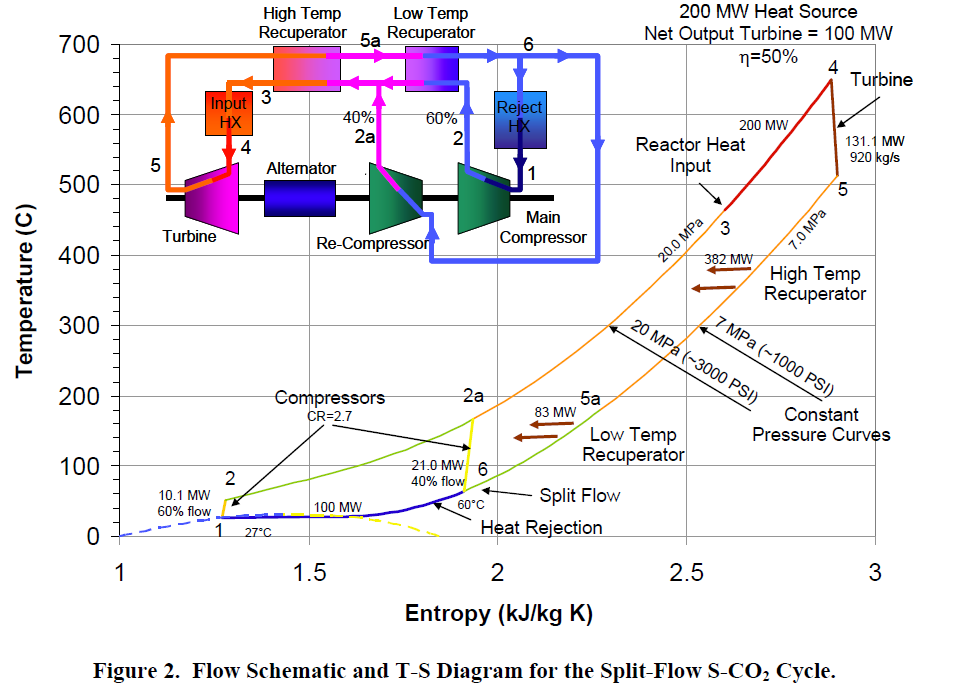 High Temp
Recuperator
Low Temp
Recuperator
200 MW Heat Source
Net Output Turbine = 100 MW
η=50%
5a
6
3
Input
HX
4
40%
2a
60%
2
Reject
HX
1
5
Alternator
Turbine
Re-Compressor
Main
Compressor
4
Turbine
200 MW
Reactor Heat
Input
131.1 MW
920 kg/s
5
3
20.0 MPa
7.0 MPa
382 MW
High Temp
Recuperator
20 MPa (~3000 PSI)
7 MPa (~1000 PSI)
Constant
Pressure Curves
Compressors
CR=2.7
2a
5a
83 MW
Low Temp
Recuperator
21.0 MW
40% flow
6
Split Flow
60°C
Heat Rejection
2
10.1 MW
60% flow
100 MW
1
27°C
Temperature (C)
700
600
500
400
300
200
100
0
1
1.5
2
2.5
3
Entropy (kJ/kg K)
Figure 2. Flow Schematic and T-S Diagram for the Split-Flow S-CO₂ Cycle.